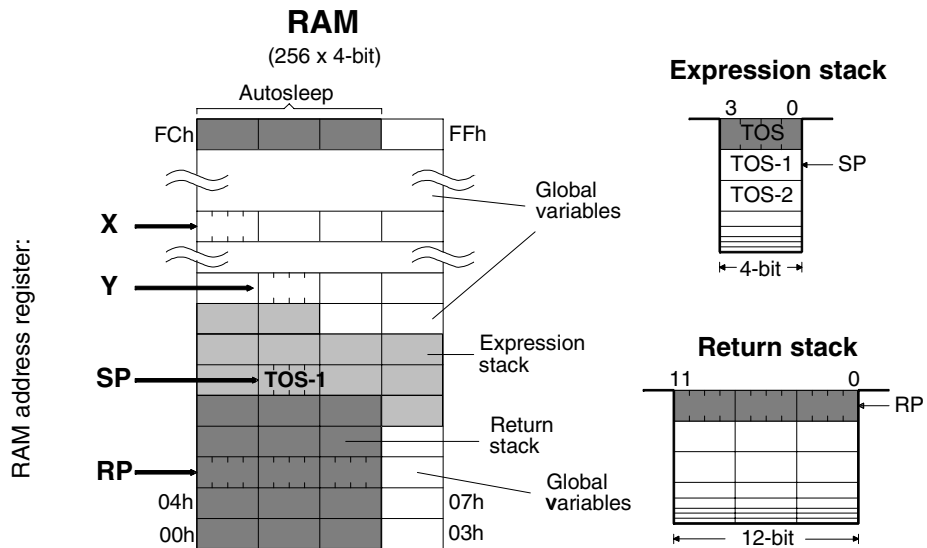 RAM
(256 x 4-bit)
Autosleep
FCh
FFh
Global
variables
X
Y
RAM address register:
SP
TOS-1
Expression
stack
Return
stack
RP
Global
variables
04h
07h
00h
03h
Expression stack
3 0
TOS
TOS-1
SP
TOS-2
4-bit
Return stack
11 0
RP
12-bit